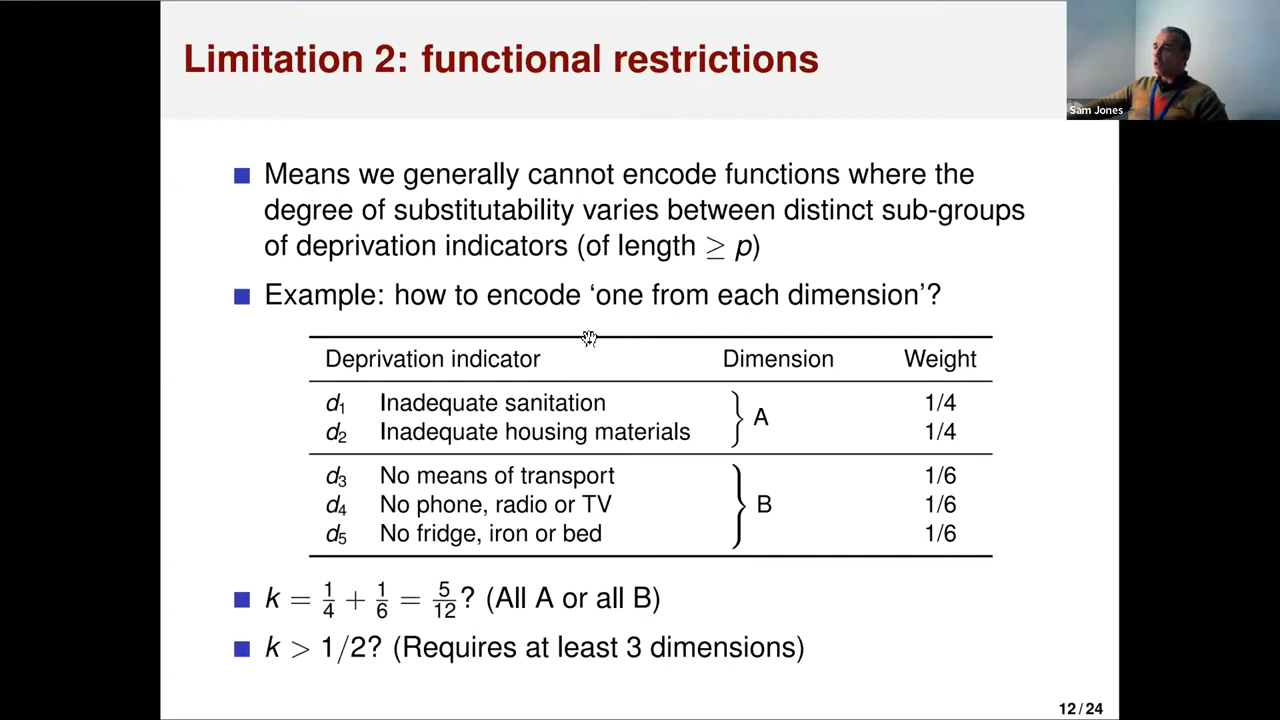 Limitation 2: functional restrictions
Sam Jones
Means we generally cannot encode functions where the
degree of substitutability varies between distinct sub-groups
of deprivation indicators (of length ≥ p)
Example: how to encode ‘one from each dimension’?
Deprivation indicator Dimension Weight
d₁ Inadequate sanitation 1/4
A
d₂ Inadequate housing materials 1/4
d₃ No means of transport 1/6
d₄ No phone, radio or TV B 1/6
d₅ No fridge, iron or bed 1/6
k = 1/4 + 1/6 = 5/12? (All A or all B)
k > 1/2? (Requires at least 3 dimensions)
12 / 24